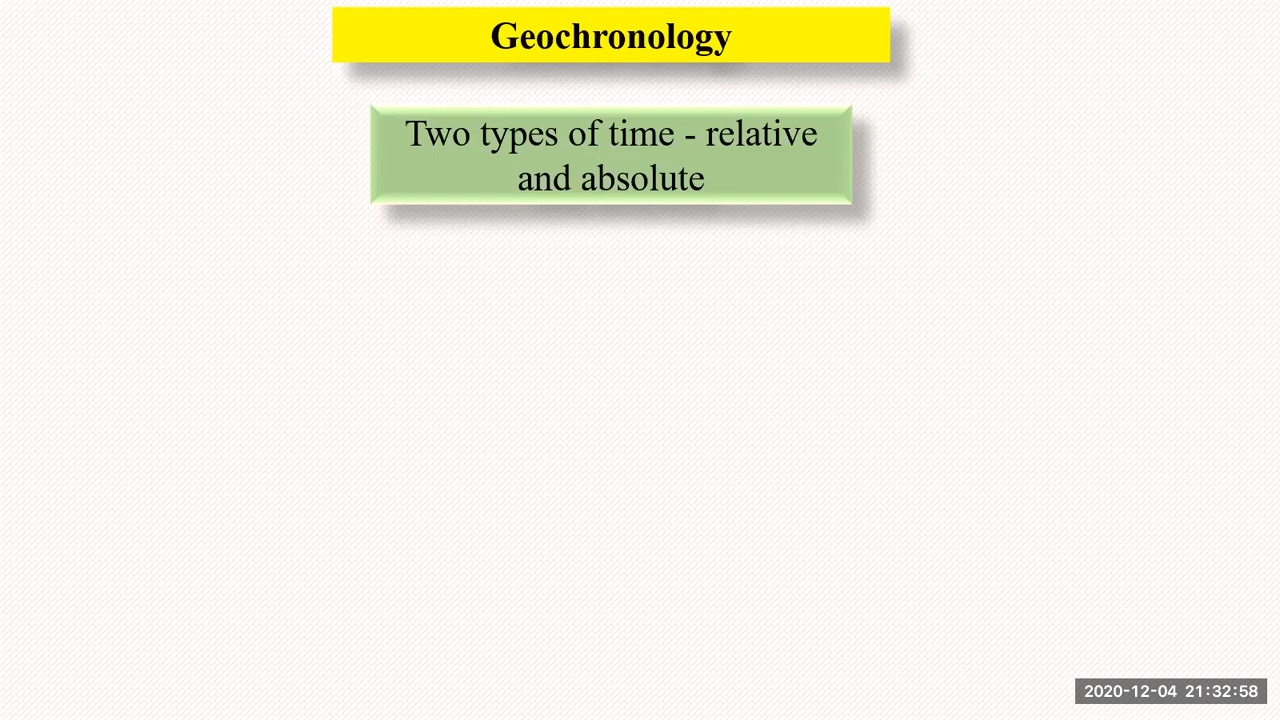 Geochronology
Two types of time - relative
and absolute
2020-12-04 21:32:58